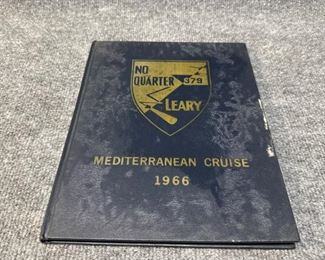 NO
QUARTER 879
LEARY
MEDITERRANEAN CRUISE
1966